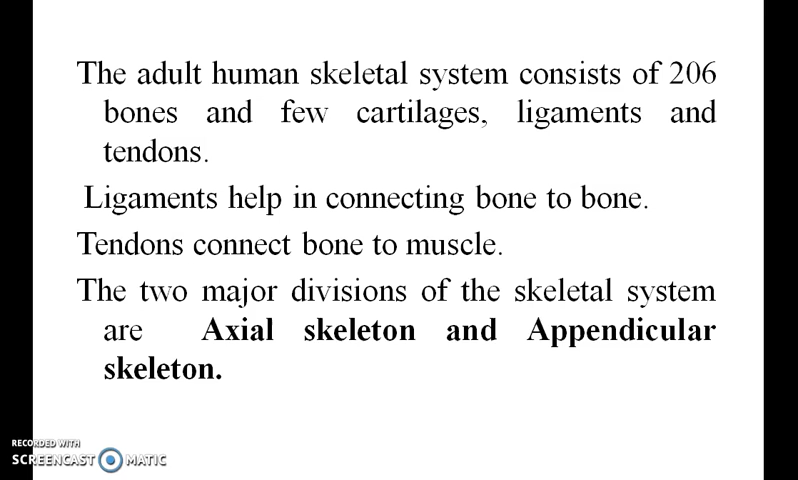 The adult human skeletal system consists of 206
bones and few cartilages, ligaments and
tendons.
Ligaments help in connecting bone to bone.
Tendons connect bone to muscle.
The two major divisions of the skeletal system
are Axial skeleton and Appendicular
skeleton.
RECORDED WITH
SCREENCAST MATIC